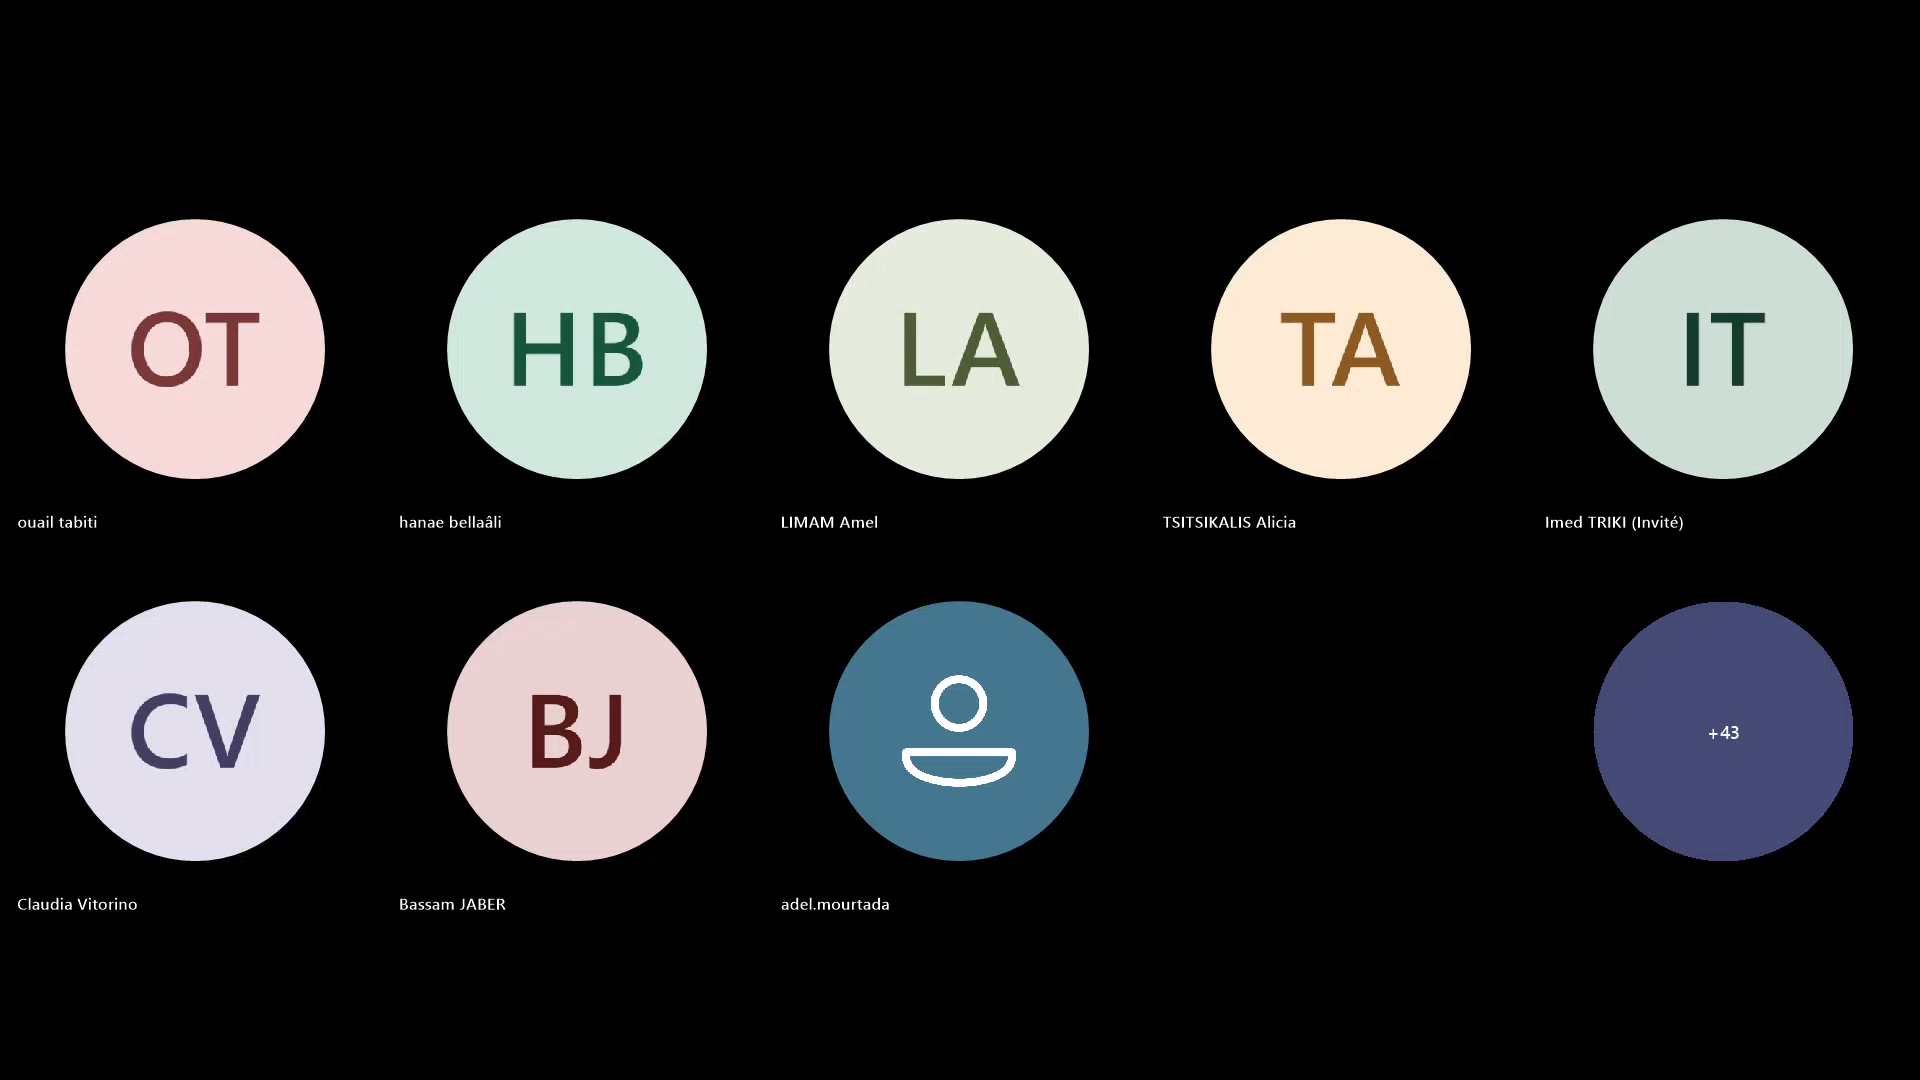 OT
HB
LA
TA
IT
ouail tabiti
hanae bellaâli
LIMAM Amel
TSITSIKALIS Alicia
Imed TRIKI (Invité)
CV
BJ
+43
Claudia Vitorino
Bassam JABER
adel.mourtada